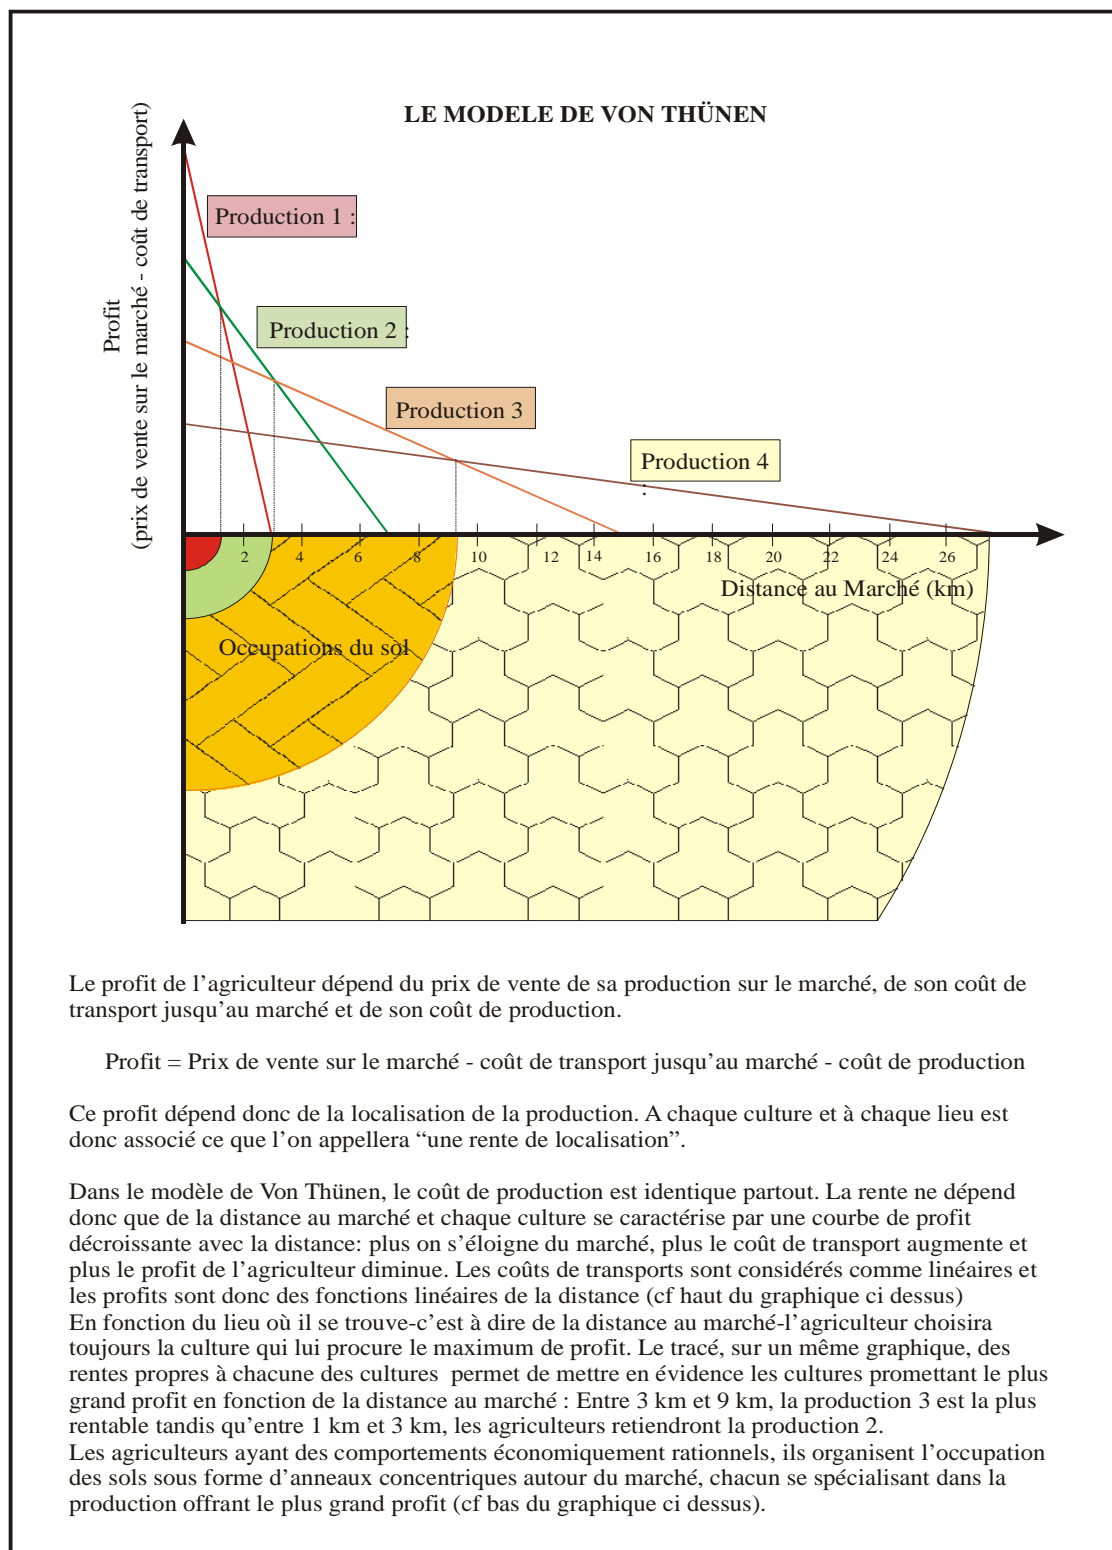 LE MODELE DE VON THÜNEN
Profit
(prix de vente sur le marché - coût de transport)
Production 1 :
Production 2 :
Production 3
Production 4
:
2 4 6 8 10 12 14 16 18 20 22 24 26
Distance au Marché (km)
Occupations du sol
Le profit de l’agriculteur dépend du prix de vente de sa production sur le marché, de son coût de
transport jusqu’au marché et de son coût de production.
Profit = Prix de vente sur le marché - coût de transport jusqu’au marché - coût de production
Ce profit dépend donc de la localisation de la production. A chaque culture et à chaque lieu est
donc associé ce que l’on appellera “une rente de localisation”.
Dans le modèle de Von Thünen, le coût de production est identique partout. La rente ne dépend
donc que de la distance au marché et chaque culture se caractérise par une courbe de profit
décroissante avec la distance: plus on s’éloigne du marché, plus le coût de transport augmente et
plus le profit de l’agriculteur diminue. Les coûts de transports sont considérés comme linéaires et
les profits sont donc des fonctions linéaires de la distance (cf haut du graphique ci dessus)
En fonction du lieu où il se trouve-c’est à dire de la distance au marché-l’agriculteur choisira
toujours la culture qui lui procure le maximum de profit. Le tracé, sur un même graphique, des
rentes propres à chacune des cultures  permet de mettre en évidence les cultures promettant le plus
grand profit en fonction de la distance au marché : Entre 3 km et 9 km, la production 3 est la plus
rentable tandis qu’entre 1 km et 3 km, les agriculteurs retiendront la production 2.
Les agriculteurs ayant des comportements économiquement rationnels, ils organisent l’occupation
des sols sous forme d’anneaux concentriques autour du marché, chacun se spécialisant dans la
production offrant le plus grand profit (cf bas du graphique ci dessus).